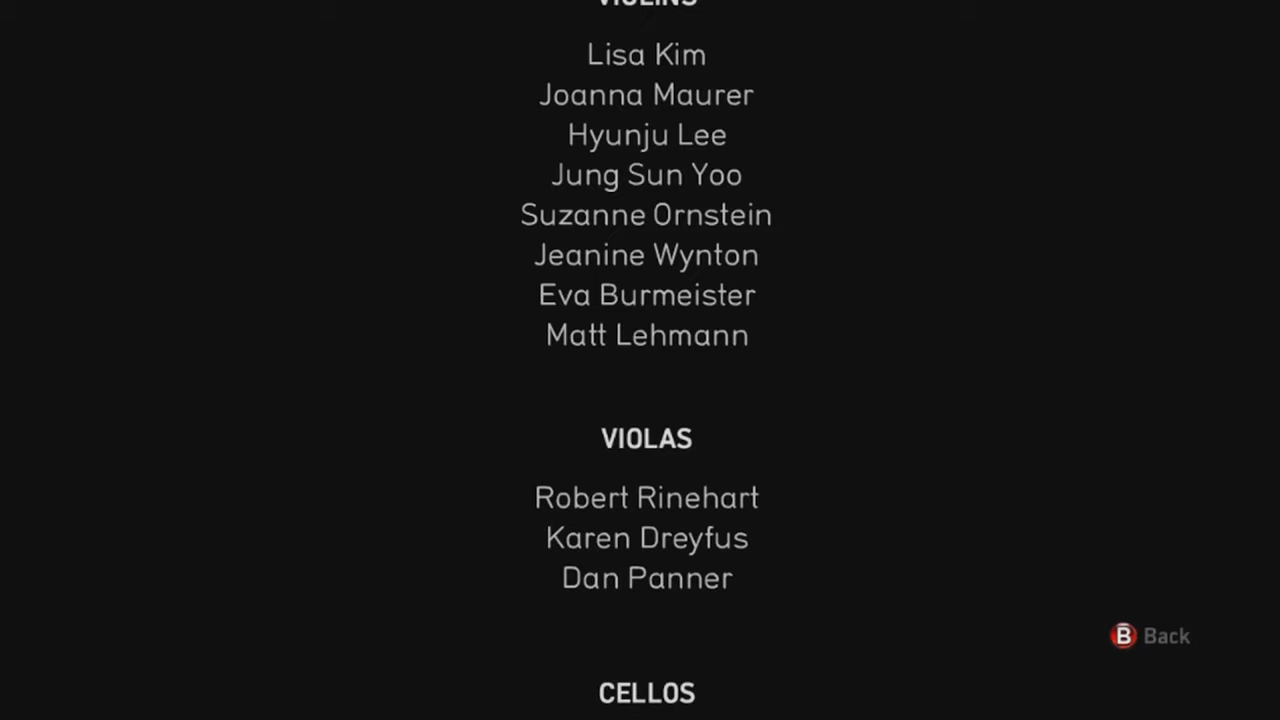 VIOLINS
Lisa Kim
Joanna Maurer
Hyunju Lee
Jung Sun Yoo
Suzanne Ornstein
Jeanine Wynton
Eva Burmeister
Matt Lehmann
VIOLAS
Robert Rinehart
Karen Dreyfus
Dan Panner
B Back
CELLOS